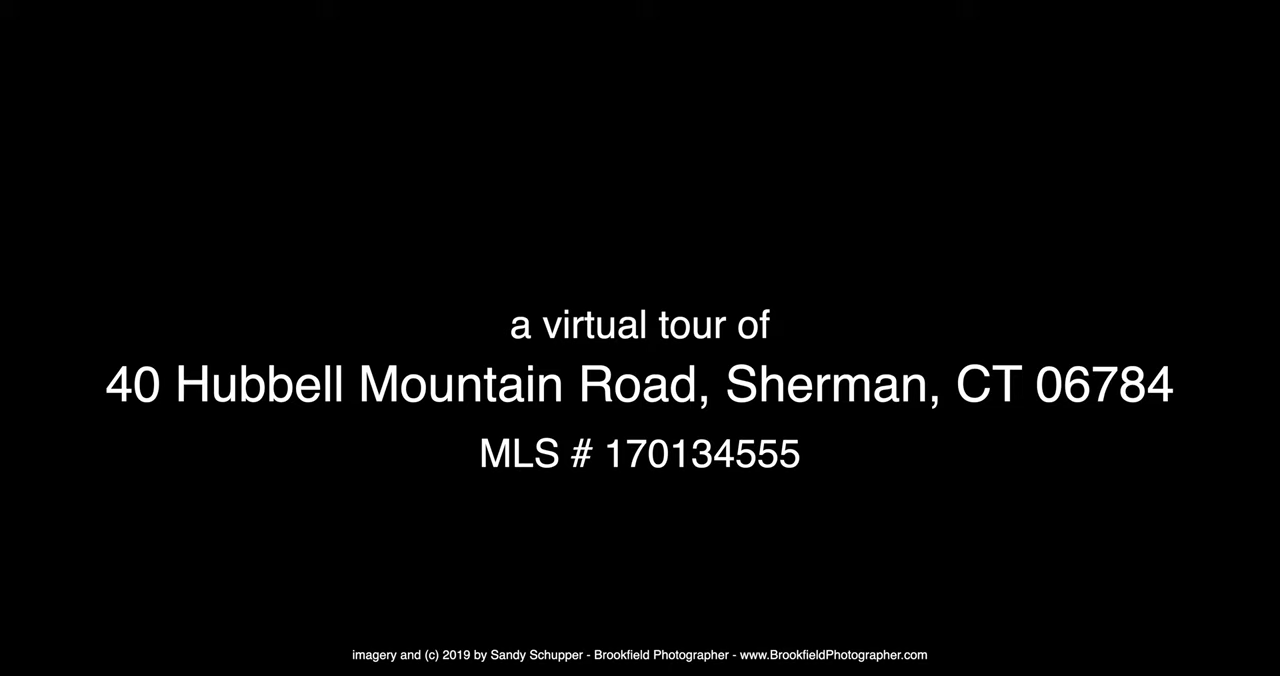 a virtual tour of
40 Hubbell Mountain Road, Sherman, CT 06784
MLS # 170134555
imagery and (c) 2019 by Sandy Schupper - Brookfield Photographer - www.BrookfieldPhotographer.com